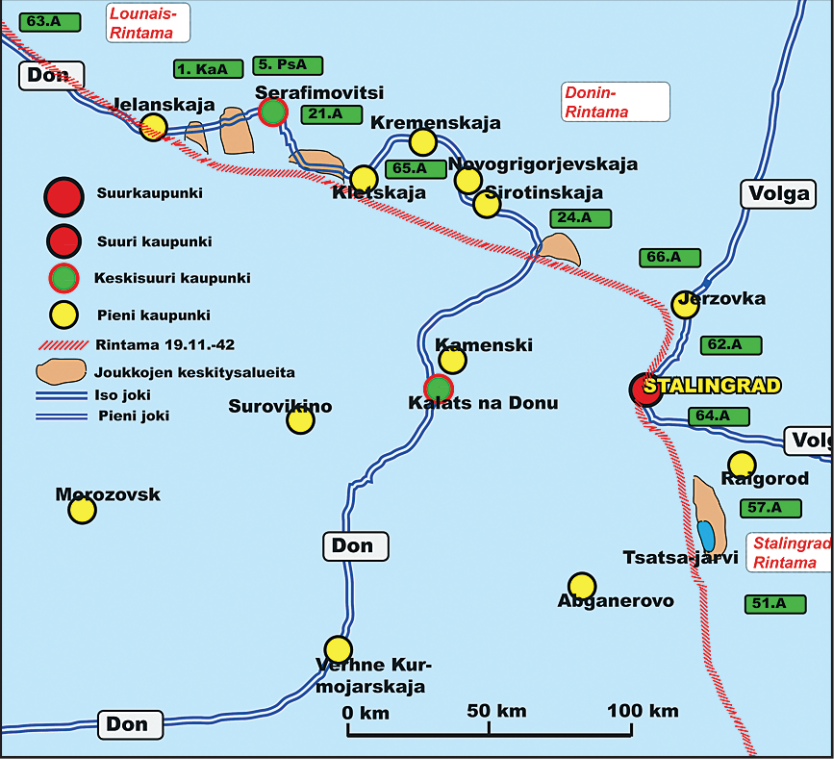 63.A
Lounais-
Rintama
Don
1. KaA
5. PsA
Serafimovitsi
Jelanskaja
21.A
Donin-
Rintama
Kremenskaja
65.A
Novogrigorjevskaja
Kletskaja
Sirotinskaja
Volga
24.A
66.A
Suurkaupunki
Suuri kaupunki
Keskisuuri kaupunki
Pieni kaupunki
Rintama 19.11.-42
Joukkojen keskitysalueita
Iso joki
Pieni joki
Jerzovka
62.A
Kamenski
STALINGRAD
Kalats na Donu
Surovikino
64.A
Volg
Raigorod
Morozovsk
57.A
Don
Tsatsa-järvi
Stalingrad
Rintama
Abganerovo
51.A
Verhne Kur-
mojarskaja
Don
0 km
50 km
100 km